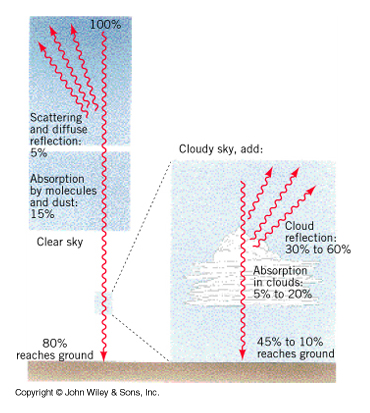 100%
Scattering
and diffuse
reflection:
5%
Absorption
by molecules
and dust:
15%
Clear sky
80%
reaches ground
Cloudy sky, add:
Cloud
reflection:
30% to 60%
Absorption
in clouds:
5% to 20%
45% to 10%
reaches ground
Copyright © John Wiley & Sons, Inc.